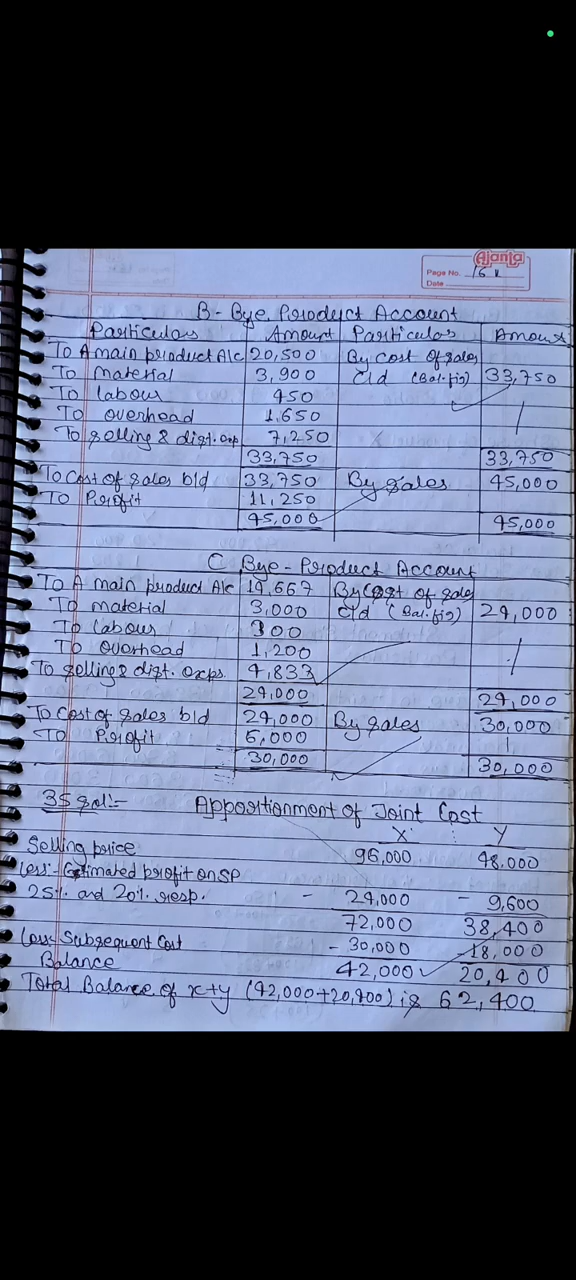 Ajanta
Page No. 16
Date
B - Bye Product Account
Particulars Amount Particulars Amount
To A main product A/c 20,500 By Cost of sales
To material 3,900 C/d (Bal.fig) 33,750
To labour 450
To overhead 1,650
To selling & dist. exp 7,250
33,750 33,750
To Cost of sales b/d 33,750 By sales 45,000
To Profit 11,250
45,000 45,000
C Bye - Product Account
To A main product A/c 14,667 By Cost of sales
To material 3,000 C/d (Bal.fig) 24,000
To labour 300
To overhead 1,200
To selling & dist. exps. 4,833
24,000 24,000
To Cost of sales b/d 24,000 By sales 30,000
To Profit 6,000
30,000 30,000
35 sol:- Apportionment of Joint Cost
X Y
Selling price 96,000 48,000
Less:- Estimated profit on SP
25% and 20% resp. - 24,000 - 9,600
72,000 38,400
Less Subsequent Cost - 30,000 - 18,000
Balance 42,000 20,400
Total Balance of x+y (42,000+20,400) is 62,400